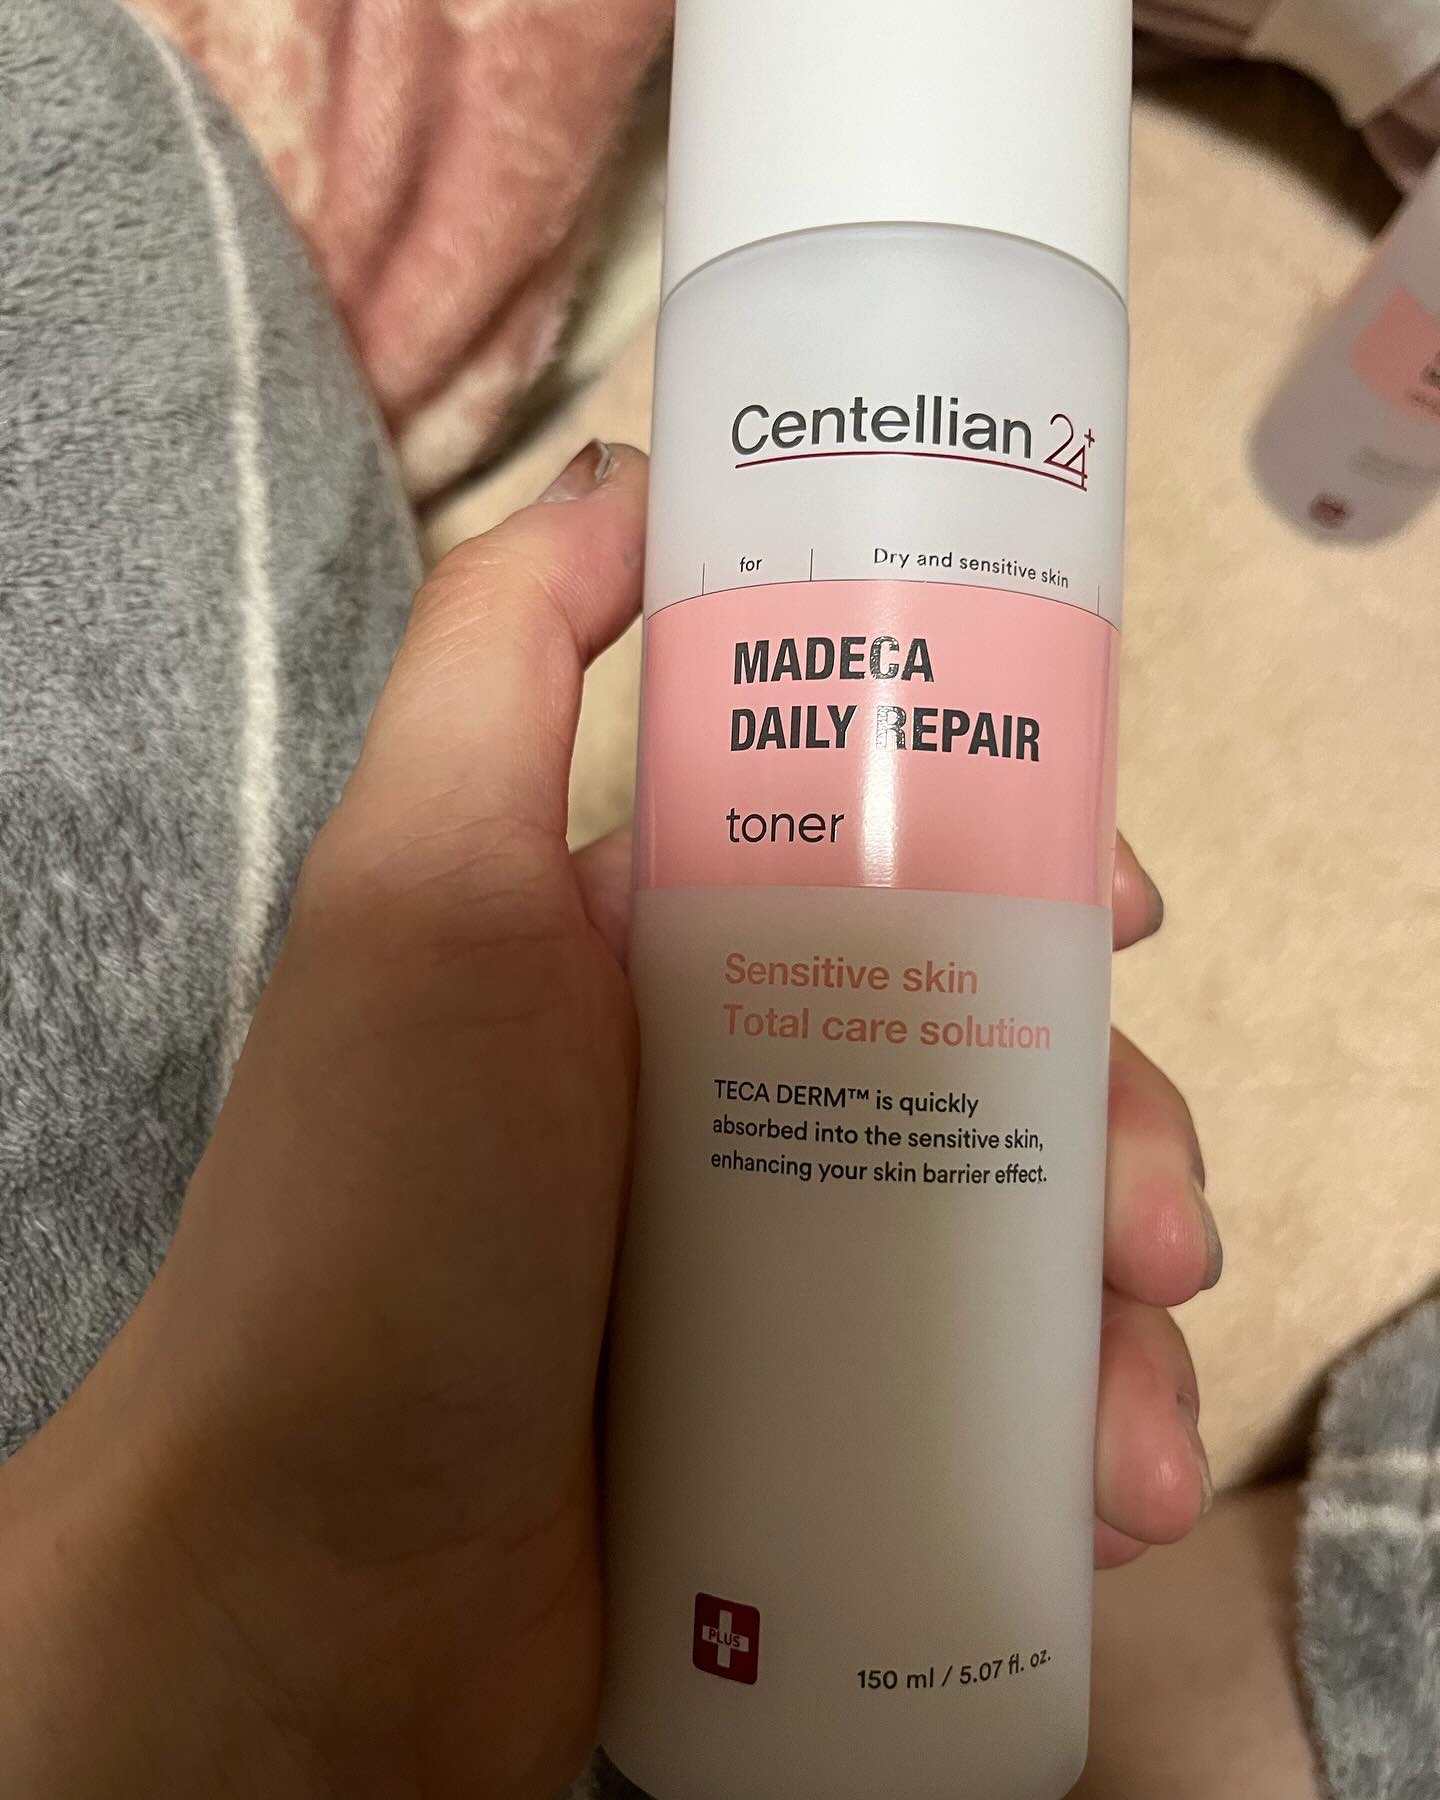 Centellian 24+
for Dry and sensitive skin
MADECA
DAILY REPAIR
toner
Sensitive skin
Total care solution
TECA DERM™ is quickly
absorbed into the sensitive skin,
enhancing your skin barrier effect.
PLUS
150 ml / 5.07 fl. oz.